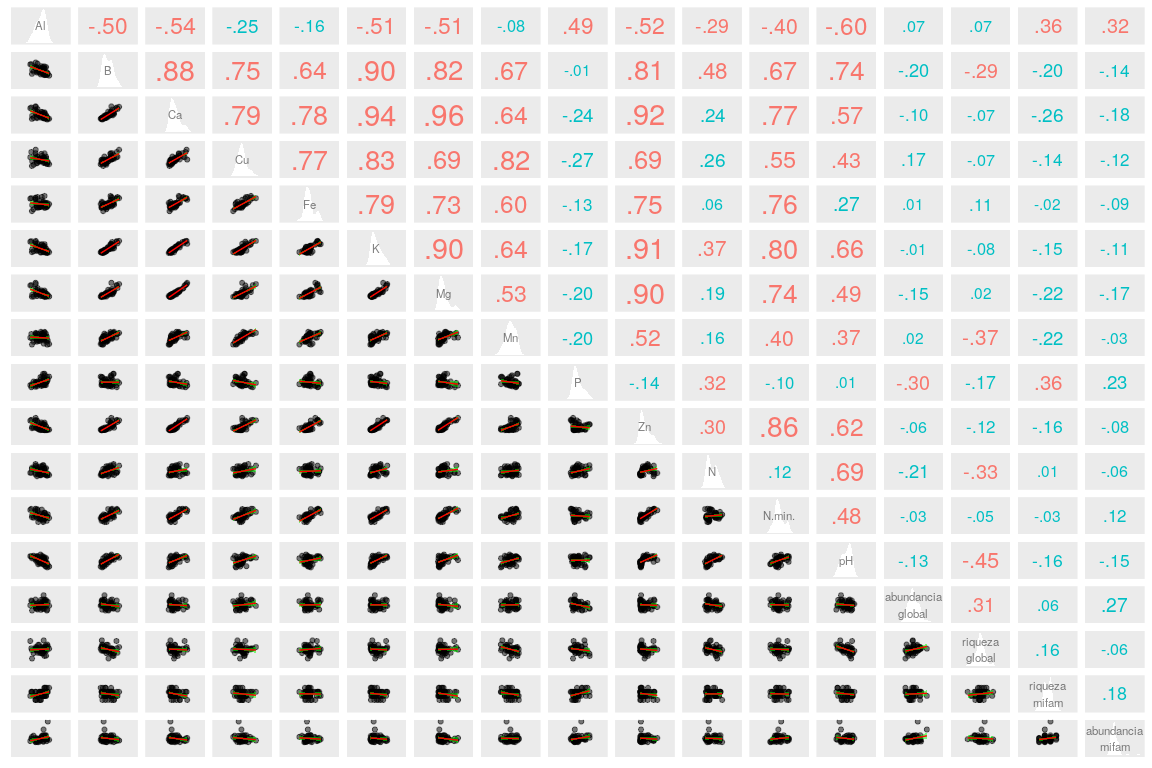 Al -.50 -.54 -.25 -.16 -.51 -.51 -.08 .49 -.52 -.29 -.40 -.60 .07 .07 .36 .32
B .88 .75 .64 .90 .82 .67 -.01 .81 .48 .67 .74 -.20 -.29 -.20 -.14
Ca .79 .78 .94 .96 .64 -.24 .92 .24 .77 .57 -.10 -.07 -.26 -.18
Cu .77 .83 .69 .82 -.27 .69 .26 .55 .43 .17 -.07 -.14 -.12
Fe .79 .73 .60 -.13 .75 .06 .76 .27 .01 .11 -.02 -.09
K .90 .64 -.17 .91 .37 .80 .66 -.01 -.08 -.15 -.11
Mg .53 -.20 .90 .19 .74 .49 -.15 .02 -.22 -.17
Mn -.20 .52 .16 .40 .37 .02 -.37 -.22 -.03
P -.14 .32 -.10 .01 -.30 -.17 .36 .23
Zn .30 .86 .62 -.06 -.12 -.16 -.08
N .12 .69 -.21 -.33 .01 -.06
N.min. .48 -.03 -.05 -.03 .12
pH -.13 -.45 -.16 -.15
abundancia
global
.31 .06 .27
riqueza
global
.16 -.06
riqueza
mifam
.18
abundancia
mifam